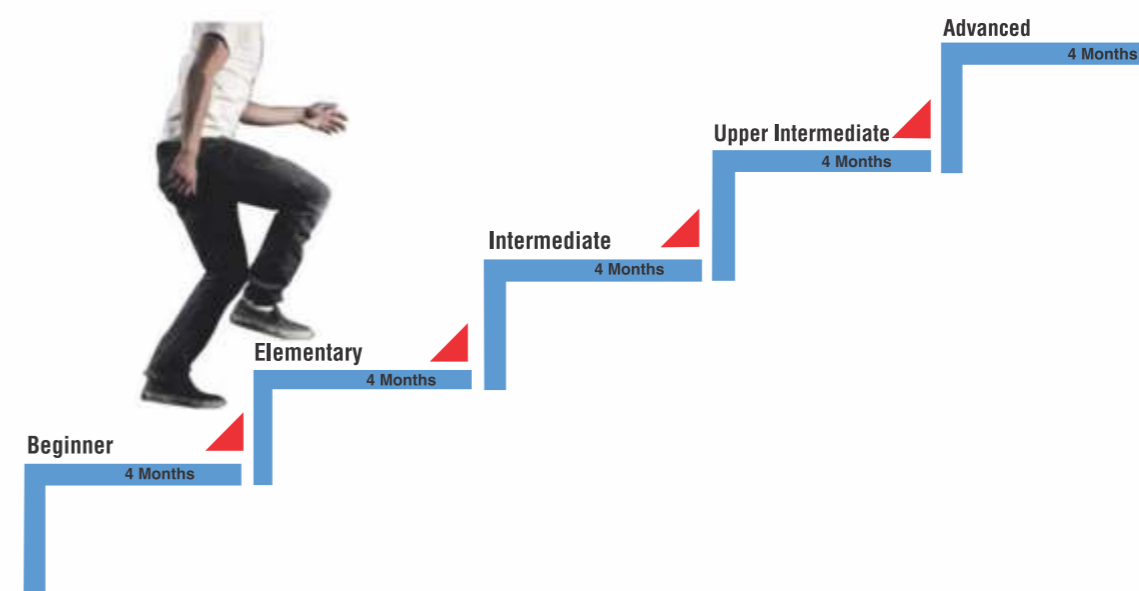 Advanced
4 Months
Upper Intermediate
4 Months
Intermediate
4 Months
Elementary
4 Months
Beginner
4 Months